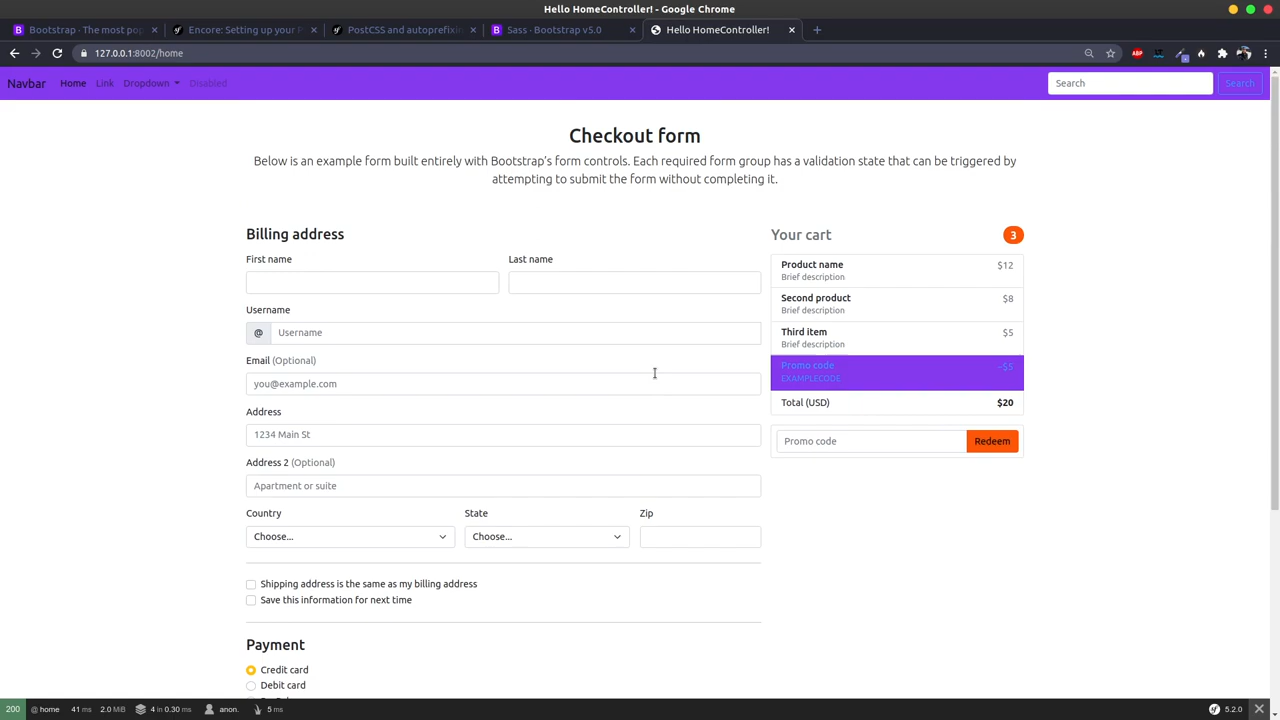 Hello HomeController! - Google Chrome
Bootstrap · The most pop
Encore: Setting up your P
PostCSS and autoprefixin
Sass · Bootstrap v5.0
Hello HomeController!
127.0.0.1:8002/home
ABP
Navbar
Home
Link
Dropdown
Disabled
Search
Search
Checkout form
Below is an example form built entirely with Bootstrap’s form controls. Each required form group has a validation state that can be triggered by
attempting to submit the form without completing it.
Billing address
First name
Last name
Username
@
Username
Email (Optional)
you@example.com
Address
1234 Main St
Address 2 (Optional)
Apartment or suite
Country
State
Zip
Choose...
Choose...
Shipping address is the same as my billing address
Save this information for next time
Payment
Credit card
Debit card
Your cart
3
Product name
$12
Brief description
Second product
$8
Brief description
Third item
$5
Brief description
Promo code
−$5
EXAMPLECODE
Total (USD)
$20
Promo code
Redeem
200
@ home
41 ms
2.0 MiB
4 in 0.30 ms
anon.
5 ms
5.2.0